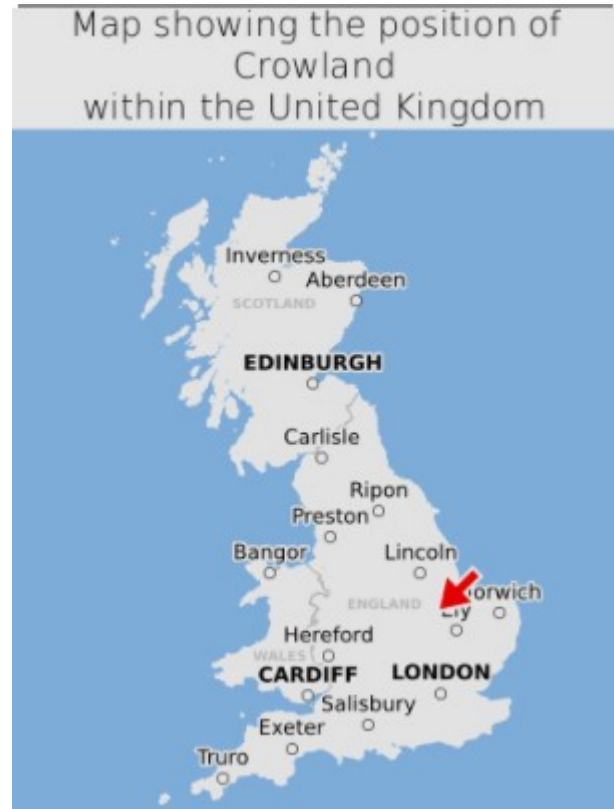 Map showing the position of
Crowland
within the United Kingdom
Inverness
Aberdeen
SCOTLAND
EDINBURGH
Carlisle
Ripon
Preston
Bangor
Lincoln
ENGLAND
orwich
Hereford
WALES
CARDIFF
LONDON
Salisbury
Exeter
Truro